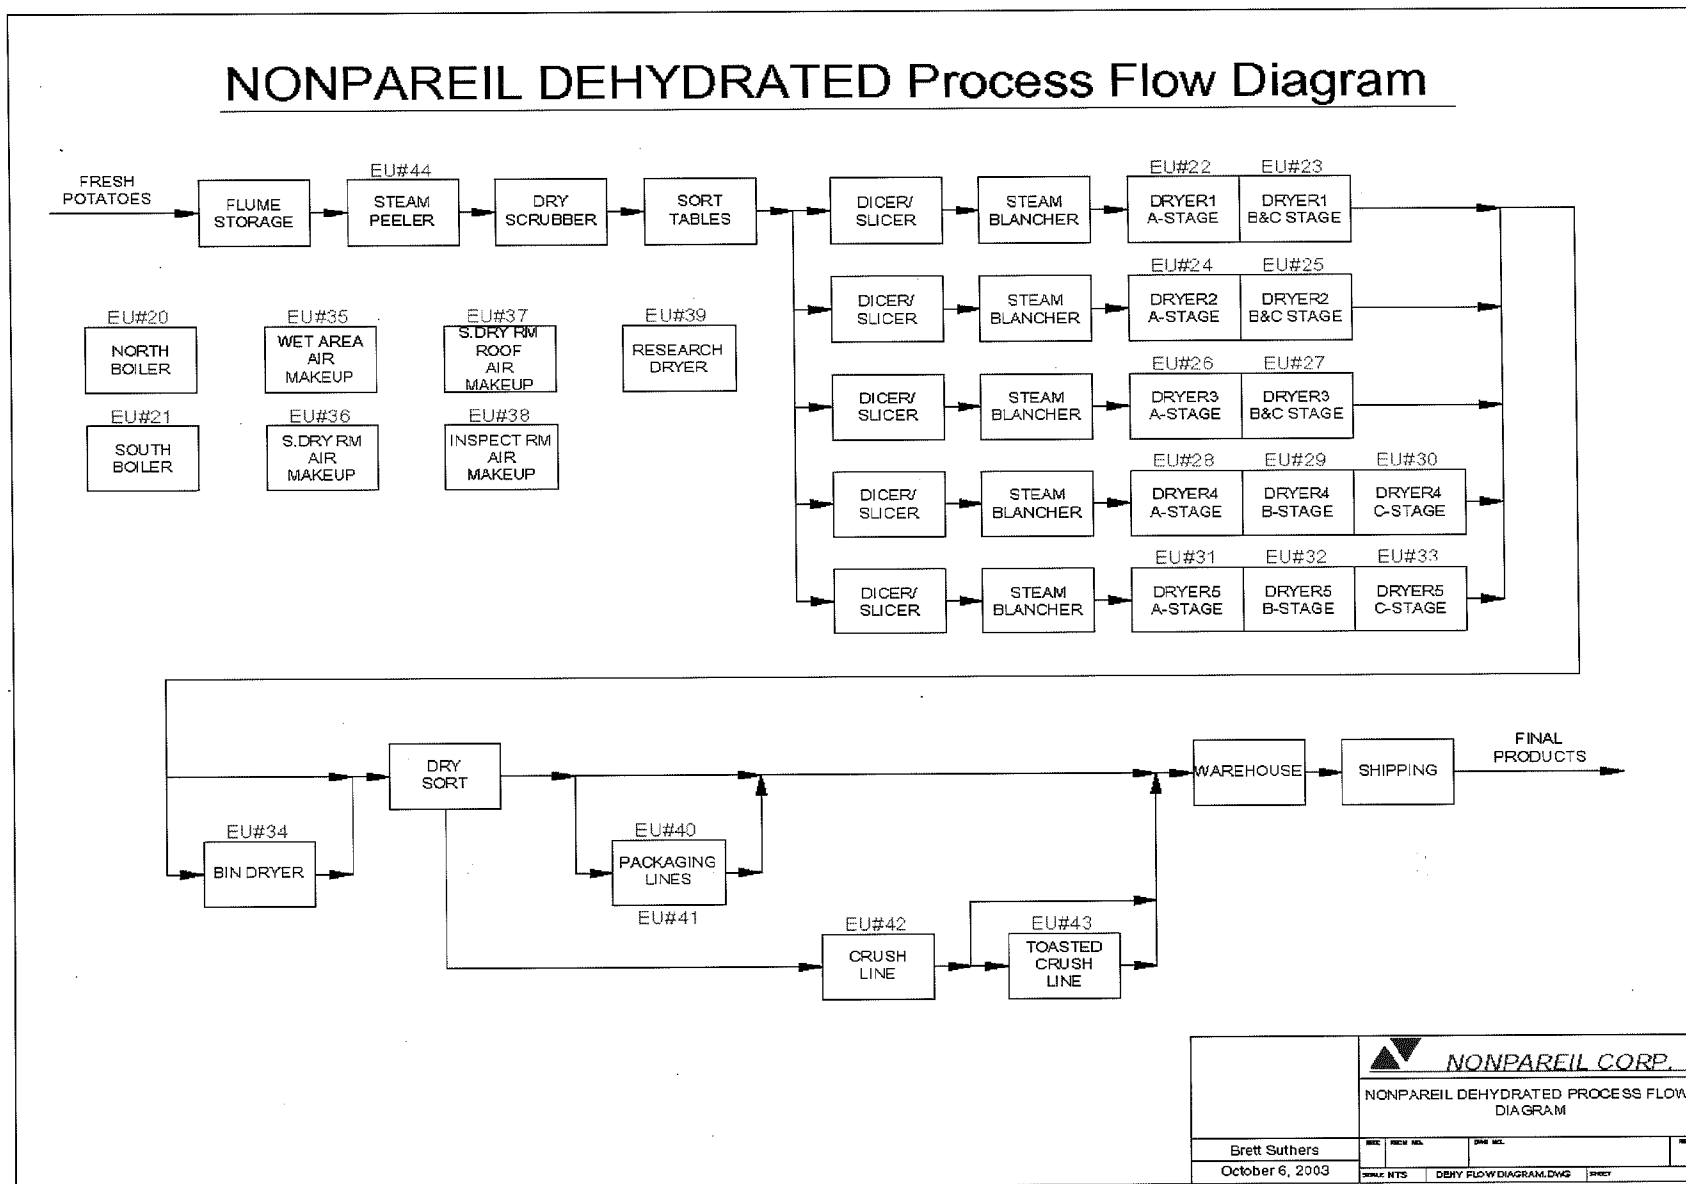 NONPAREIL DEHYDRATED Process Flow Diagram
FRESH
POTATOES
FLUME
STORAGE
EU#44
STEAM
PEELER
DRY
SCRUBBER
SORT
TABLES
DICER/
SLICER
STEAM
BLANCHER
EU#22
DRYER1
A-STAGE
EU#23
DRYER1
B&C STAGE
DICER/
SLICER
STEAM
BLANCHER
EU#24
DRYER2
A-STAGE
EU#25
DRYER2
B&C STAGE
DICER/
SLICER
STEAM
BLANCHER
EU#26
DRYER3
A-STAGE
EU#27
DRYER3
B&C STAGE
DICER/
SLICER
STEAM
BLANCHER
EU#28
DRYER4
A-STAGE
EU#29
DRYER4
B-STAGE
EU#30
DRYER4
C-STAGE
DICER/
SLICER
STEAM
BLANCHER
EU#31
DRYER5
A-STAGE
EU#32
DRYER5
B-STAGE
EU#33
DRYER5
C-STAGE
EU#20
NORTH
BOILER
EU#35
WET AREA
AIR
MAKEUP
EU#37
S.DRY RM
ROOF
AIR
MAKEUP
EU#39
RESEARCH
DRYER
EU#21
SOUTH
BOILER
EU#36
S.DRY RM
AIR
MAKEUP
EU#38
INSPECT RM
AIR
MAKEUP
EU#34
BIN DRYER
DRY
SORT
EU#40
PACKAGING
LINES
EU#41
EU#42
CRUSH
LINE
EU#43
TOASTED
CRUSH
LINE
WAREHOUSE
SHIPPING
FINAL
PRODUCTS
NONPAREIL CORP.
NONPAREIL DEHYDRATED PROCESS FLOW
DIAGRAM
Brett Suthers
October 6, 2003
SCALE NTS
DEHY FLOW DIAGRAM.DWG
SHEET